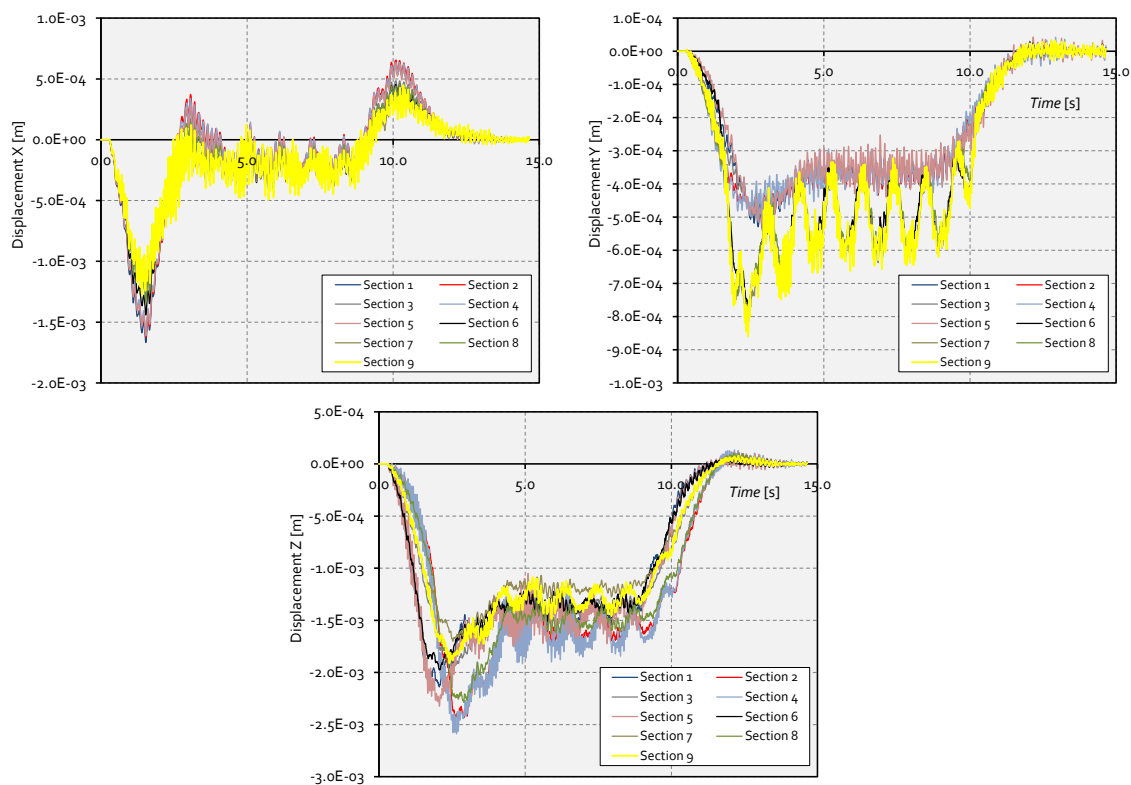 1.0E-03
5.0E-04
0.0E+00
-5.0E-04
-1.0E-03
-1.5E-03
-2.0E-03
0.0 5.0 10.0 15.0
Displacement X [m]
Section 1 Section 2
Section 3 Section 4
Section 5 Section 6
Section 7 Section 8
Section 9
1.0E-04
0.0E+00
-1.0E-04
-2.0E-04
-3.0E-04
-4.0E-04
-5.0E-04
-6.0E-04
-7.0E-04
-8.0E-04
-9.0E-04
-1.0E-03
0.0 5.0 10.0 15.0
Displacement Y [m]
Time [s]
Section 1 Section 2
Section 3 Section 4
Section 5 Section 6
Section 7 Section 8
Section 9
5.0E-04
0.0E+00
-5.0E-04
-1.0E-03
-1.5E-03
-2.0E-03
-2.5E-03
-3.0E-03
0.0 5.0 10.0 15.0
Displacement Z [m]
Time [s]
Section 1 Section 2
Section 3 Section 4
Section 5 Section 6
Section 7 Section 8
Section 9